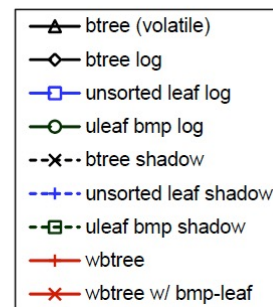 btree (volatile)
btree log
unsorted leaf log
uleaf bmp log
btree shadow
unsorted leaf shadow
uleaf bmp shadow
wbtree
wbtree w/ bmp-leaf